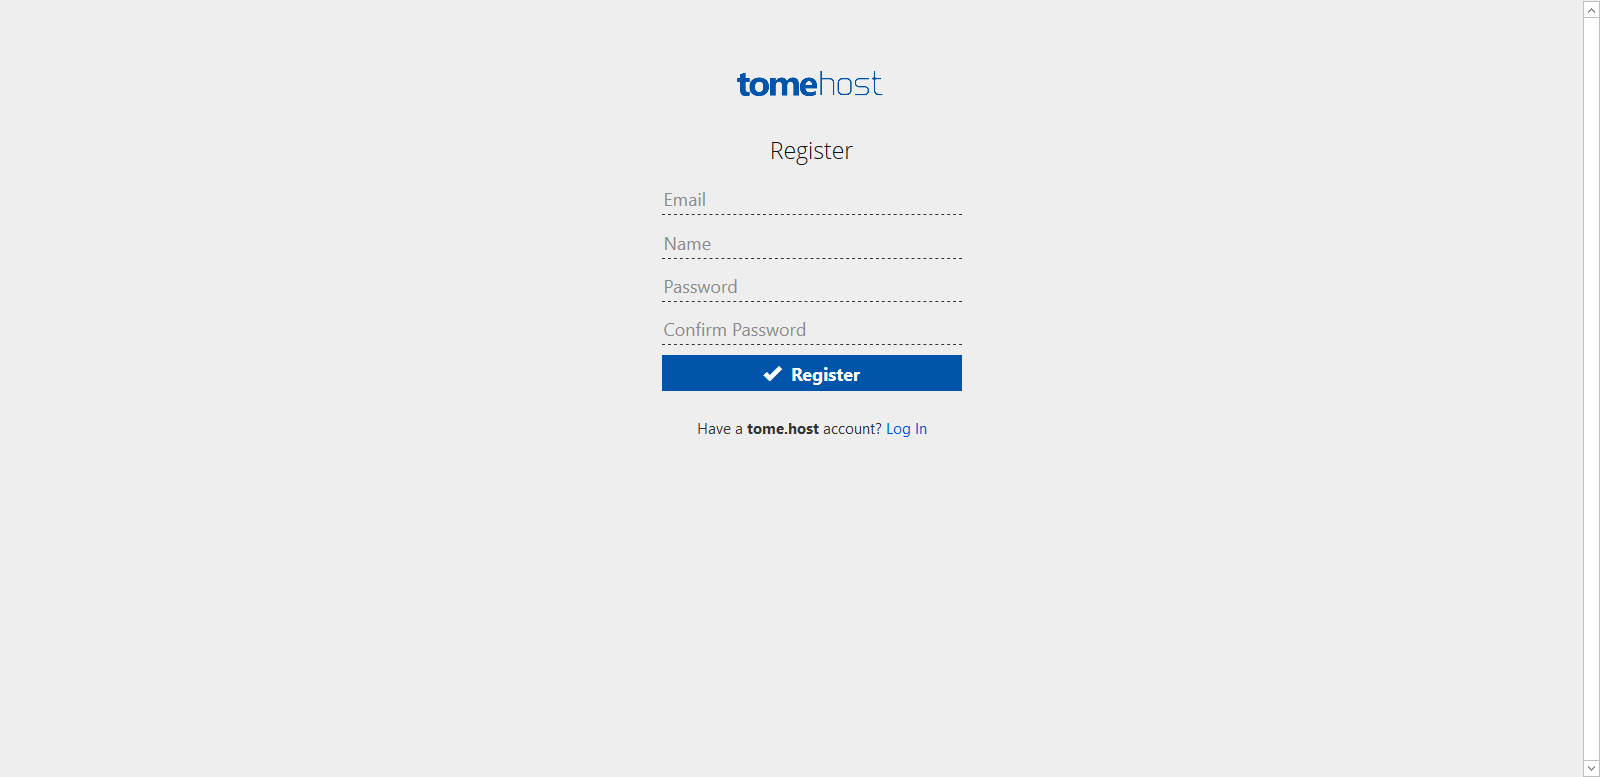 tomehost
Register
Email
Name
Password
Confirm Password
Register
Have a tome.host account? Log In